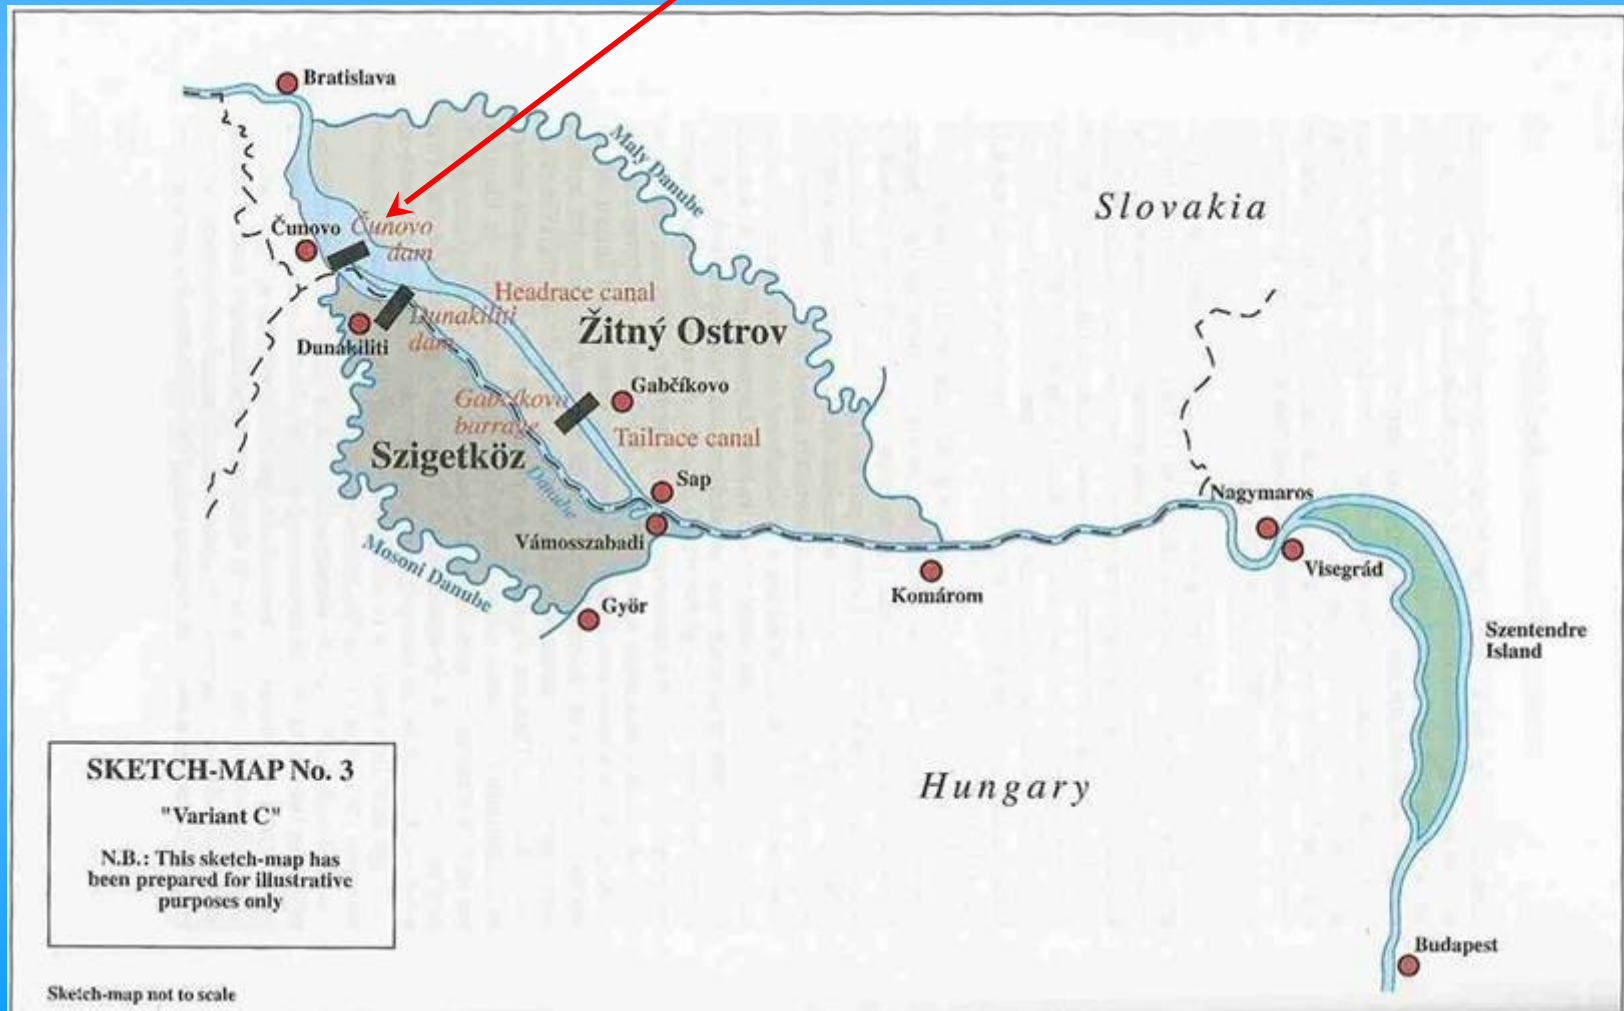 Bratislava
Maly Danube
Slovakia
Čunovo
Čunovo
dam
Headrace canal
Dunakiliti
dam
Žitný Ostrov
Dunakiliti
Gabčíkovo
Gabčíkovo
barrage
Tailrace canal
Szigetköz
Sap
Danube
Nagymaros
Vámosszabadi
Visegrád
Mosoni Danube
Komárom
Györ
Szentendre
Island
Hungary
SKETCH-MAP No. 3
"Variant C"
N.B.: This sketch-map has
been prepared for illustrative
purposes only
Budapest
Sketch-map not to scale